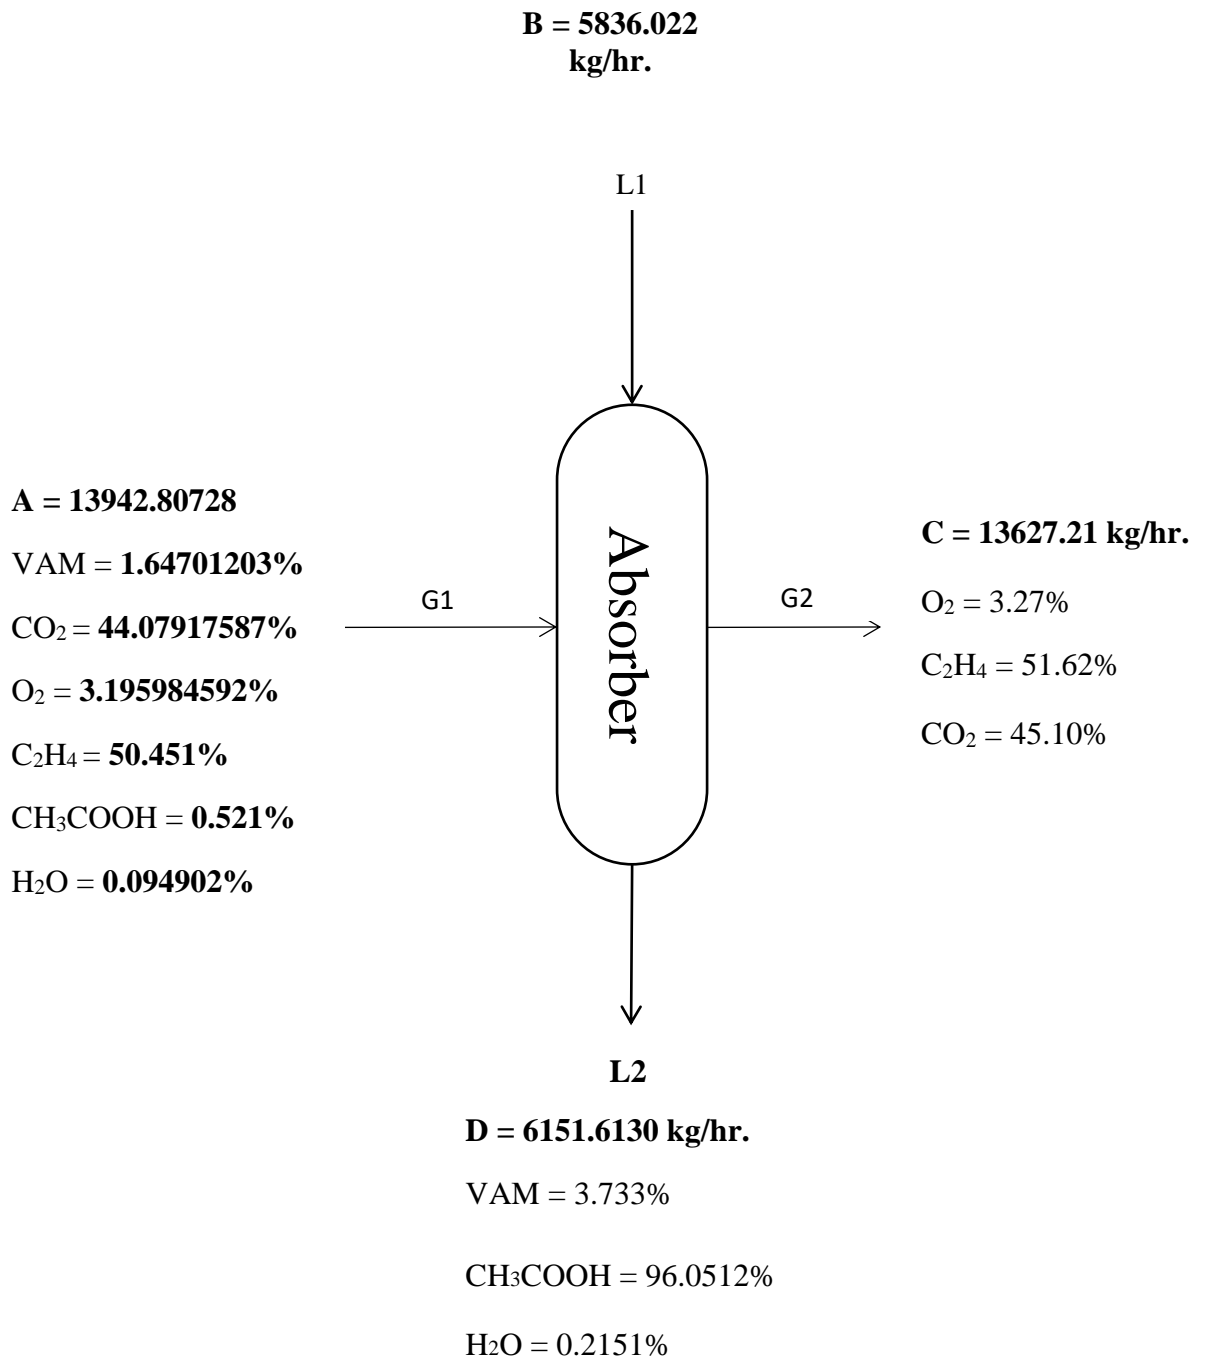 B = 5836.022
kg/hr.
L1
A = 13942.80728
VAM = 1.64701203%
CO₂ = 44.07917587%
O₂ = 3.195984592%
C₂H₄ = 50.451%
CH₃COOH = 0.521%
H₂O = 0.094902%
G1
Absorber
G2
C = 13627.21 kg/hr.
O₂ = 3.27%
C₂H₄ = 51.62%
CO₂ = 45.10%
L2
D = 6151.6130 kg/hr.
VAM = 3.733%
CH₃COOH = 96.0512%
H₂O = 0.2151%